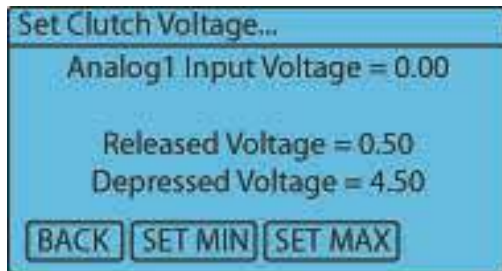 Set Clutch Voltage...
Analog1 Input Voltage = 0.00
Released Voltage = 0.50
Depressed Voltage = 4.50
BACK SET MIN SET MAX